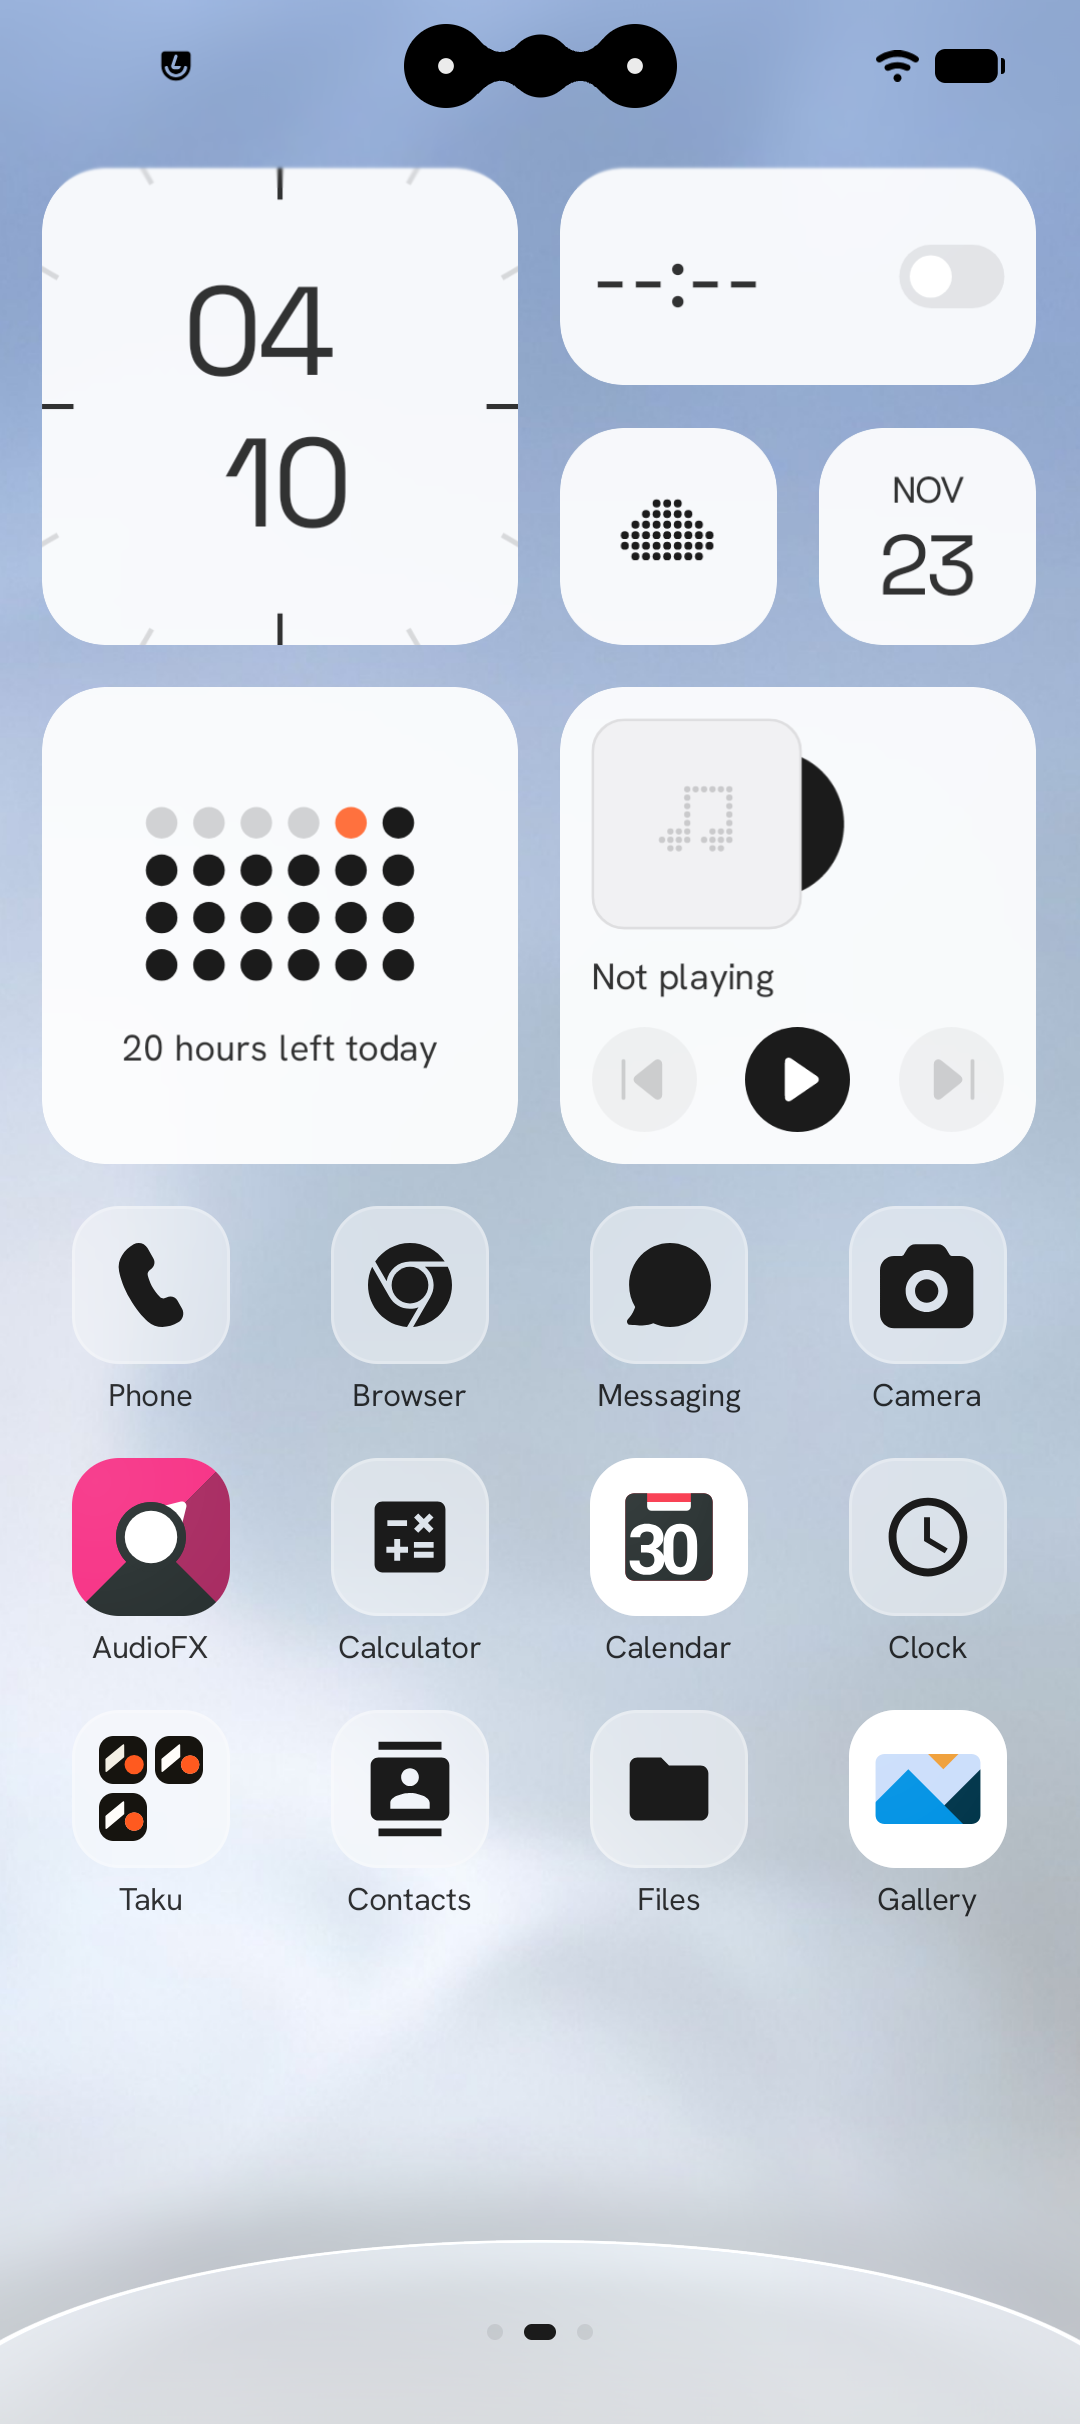 04
10
--:--
NOV
23
20 hours left today
Not playing
Phone
Browser
Messaging
Camera
30
AudioFX
Calculator
Calendar
Clock
Taku
Contacts
Files
Gallery